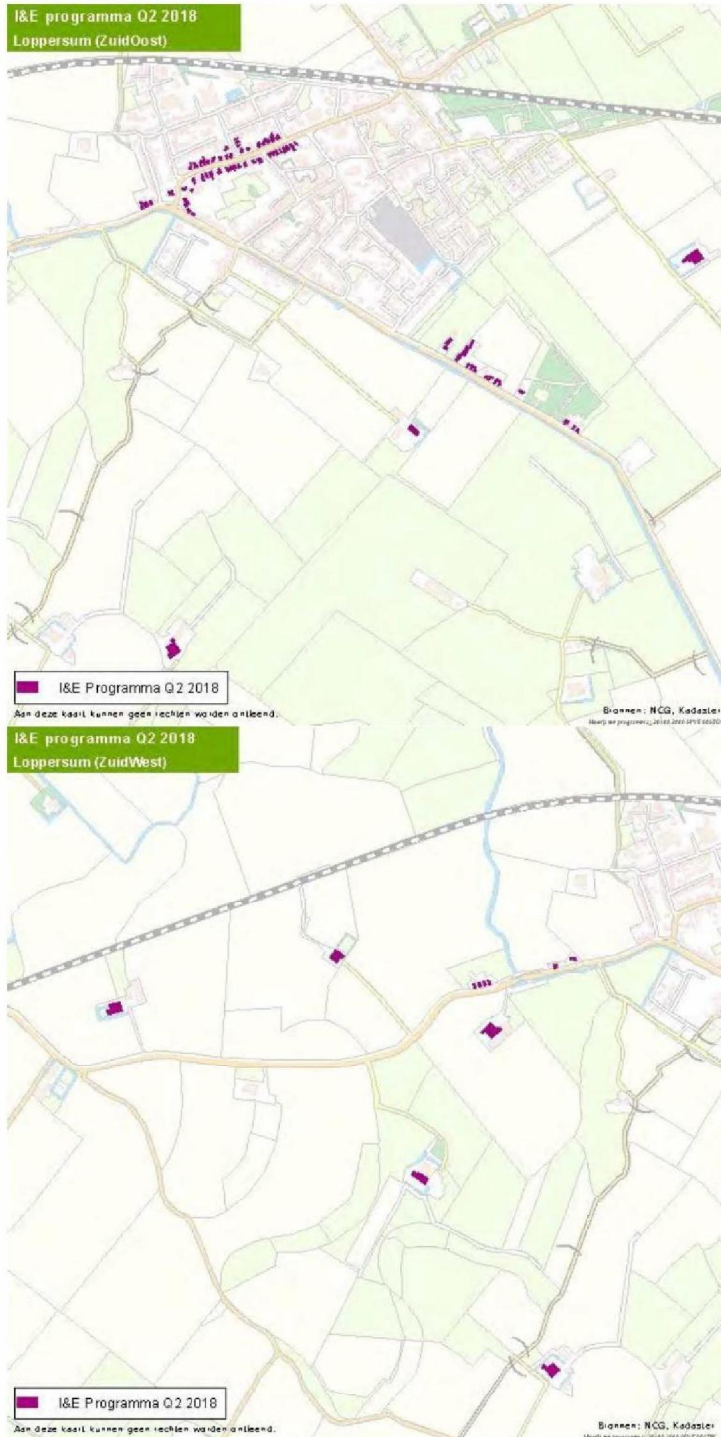 I&E programma Q2 2018
Loppersum (ZuidOost)
I&E Programma Q2 2018
Aan deze kaart kunnen geen rechten worden ontleend.
Bronnen: NCG, Kadaster
I&E programma Q2 2018
Loppersum (ZuidWest)
I&E Programma Q2 2018
Aan deze kaart kunnen geen rechten worden ontleend.
Bronnen: NCG, Kadaster